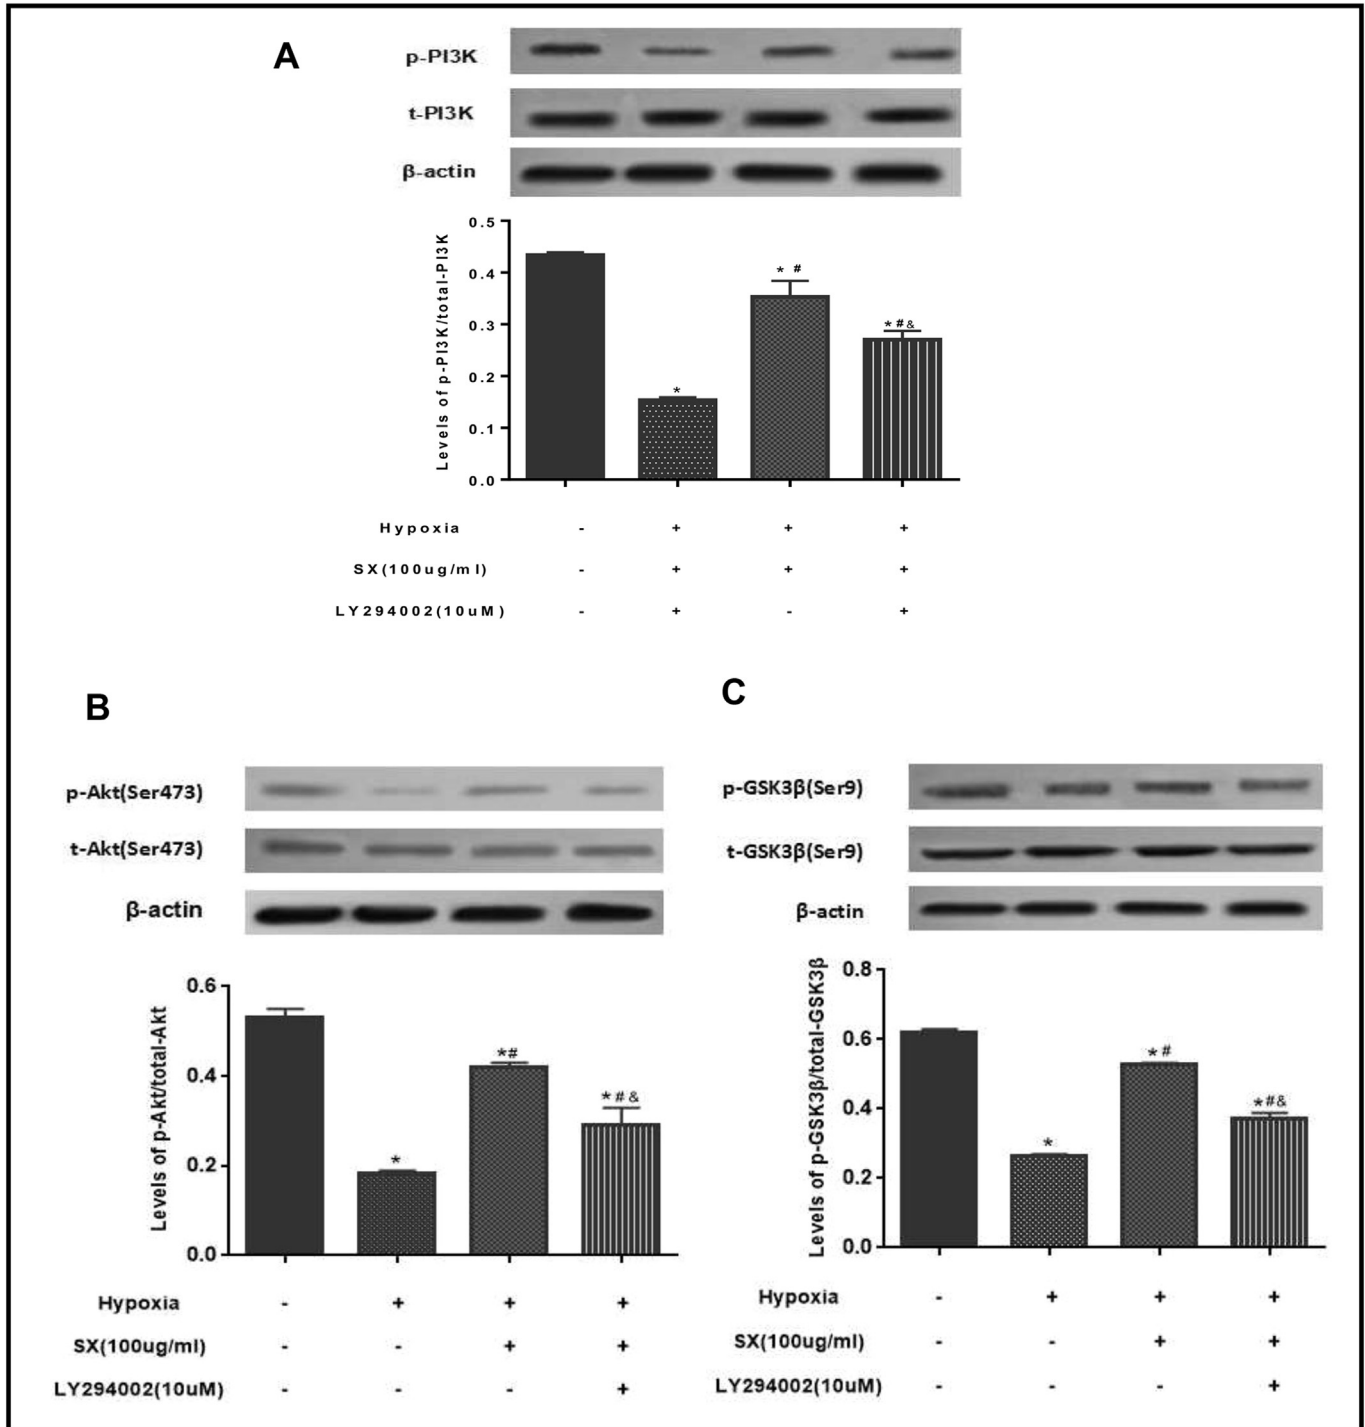 A
p-PI3K
t-PI3K
β-actin
Levels of p-PI3K/total-PI3K
0.5
0.4
0.3
0.2
0.1
0.0
*
* #
*#&
Hypoxia - + + +
SX(100ug/ml) - + + +
LY294002(10uM) - + - +
B
p-Akt(Ser473)
t-Akt(Ser473)
β-actin
Levels of p-Akt/total-Akt
0.6
0.4
0.2
0.0
*
*#
*#&
Hypoxia - + + +
SX(100ug/ml) - - + +
LY294002(10uM) - - - +
C
p-GSK3β(Ser9)
t-GSK3β(Ser9)
β-actin
Levels of p-GSK3β/total-GSK3β
0.8
0.6
0.4
0.2
0.0
*
*#
*#&
Hypoxia - + + +
SX(100ug/ml) - - + +
LY294002(10uM) - - - +